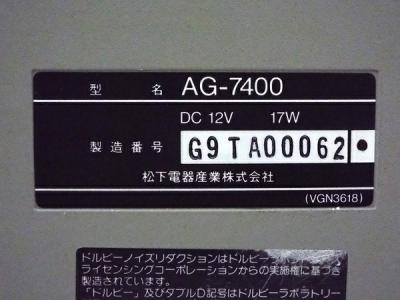 型名 AG-7400
DC 12V 17W
製造番号 G9TA00062
松下電器産業株式会社
(VGN3618)
ドルビーノイズリダクションはドルビーラボラトリー
ライセンシングコーポレーションからの実施権に基づき
製造されています。
「ドルビー」及びダブルD記号はドルビーラボラトリー